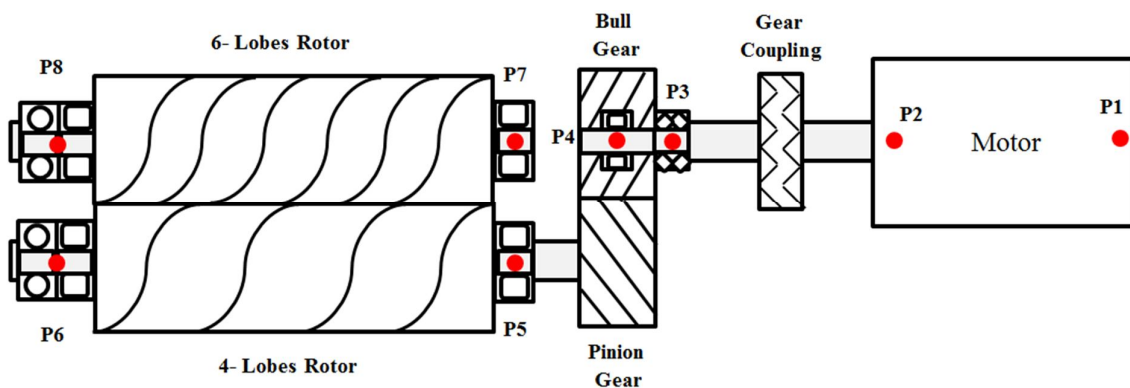 6- Lobes Rotor
Bull
Gear
Gear
Coupling
P8
P7
P3
P4
P2
P1
Motor
P6
P5
4- Lobes Rotor
Pinion
Gear